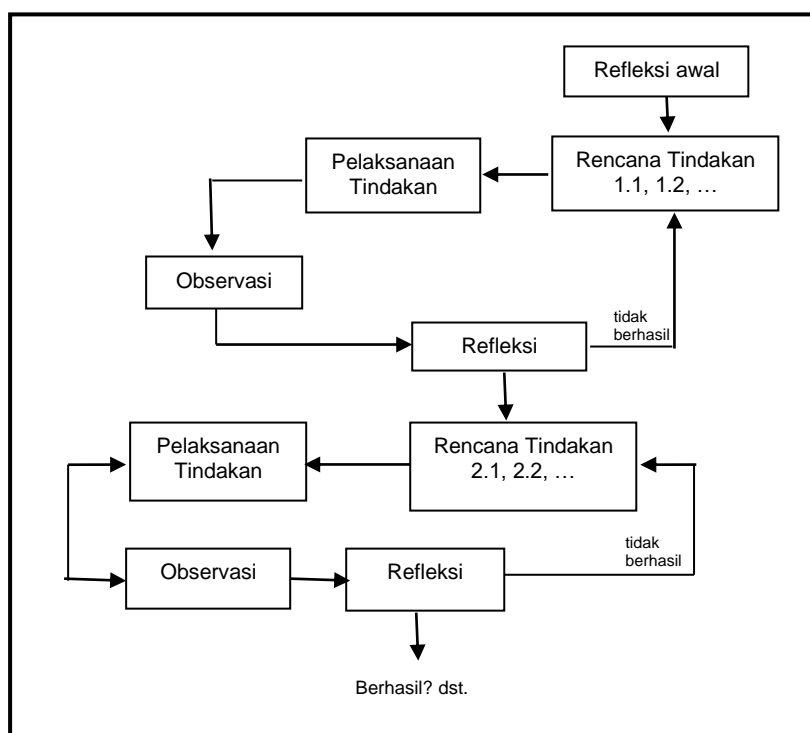 Refleksi awal
Rencana Tindakan
1.1, 1.2, …
Pelaksanaan
Tindakan
Observasi
Refleksi
tidak
berhasil
Rencana Tindakan
2.1, 2.2, …
Pelaksanaan
Tindakan
Observasi
Refleksi
tidak
berhasil
Berhasil? dst.